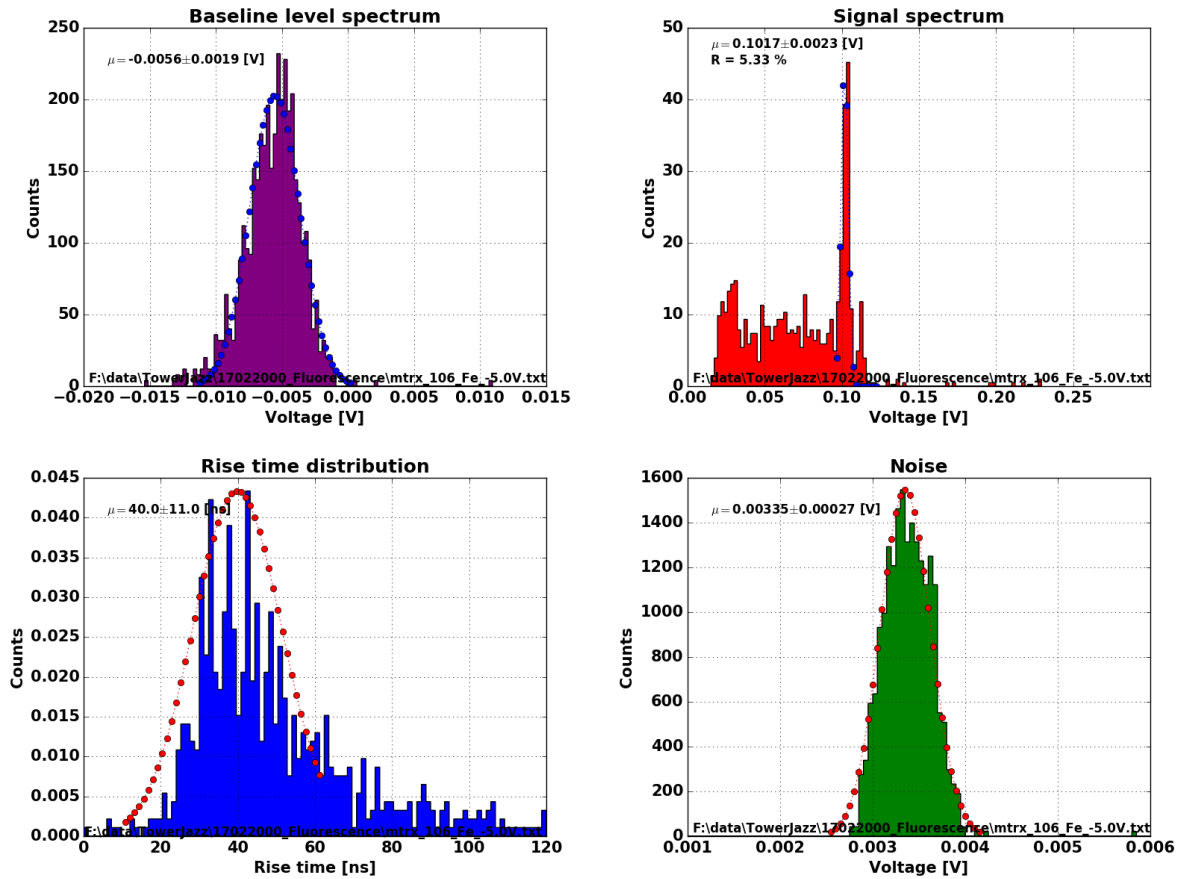 Baseline level spectrum
250
200
150
100
50
0
Counts
μ=-0.0056±0.0019 [V]
F:\data\TowerJazz\17022000_Fluorescence\mtrx_106_Fe_-5.0V.txt
-0.020 -0.015 -0.010 -0.005 0.000 0.005 0.010 0.015
Voltage [V]
Signal spectrum
50
40
30
20
10
0
Counts
μ=0.1017±0.0023 [V]
R = 5.33 %
F:\data\TowerJazz\17022000_Fluorescence\mtrx_106_Fe_-5.0V.txt
0.00 0.05 0.10 0.15 0.20 0.25
Voltage [V]
Rise time distribution
0.045
0.040
0.035
0.030
0.025
0.020
0.015
0.010
0.005
0.000
Counts
μ=40.0±11.0 [ns]
F:\data\TowerJazz\17022000_Fluorescence\mtrx_106_Fe_-5.0V.txt
0 20 40 60 80 100 120
Rise time [ns]
Noise
1600
1400
1200
1000
800
600
400
200
0
Counts
μ=0.00335±0.00027 [V]
F:\data\TowerJazz\17022000_Fluorescence\mtrx_106_Fe_-5.0V.txt
0.001 0.002 0.003 0.004 0.005 0.006
Voltage [V]